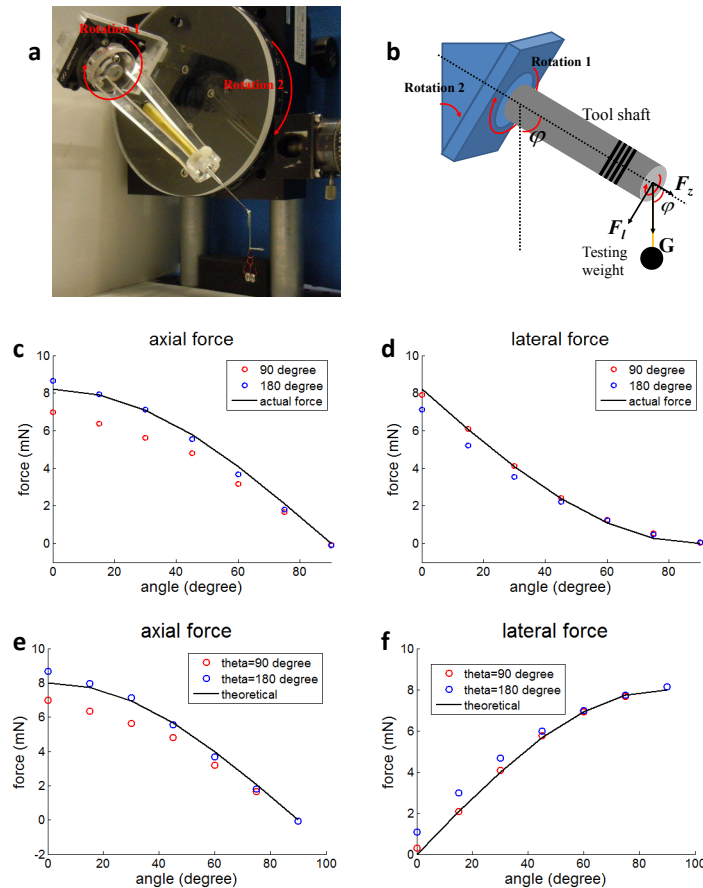 a
Rotation 1
Rotation 2
b
Rotation 1
Rotation 2
Tool shaft
φ
F_z
φ
F_l
G
Testing
weight
c
axial force
90 degree
180 degree
actual force
force (mN)
10
8
6
4
2
0
0 20 40 60 80
angle (degree)
d
lateral force
90 degree
180 degree
actual force
force (mN)
10
8
6
4
2
0
0 20 40 60 80
angle (degree)
e
axial force
theta=90 degree
theta=180 degree
theoretical
force (mN)
10
8
6
4
2
0
-2
0 20 40 60 80 100
angle (degree)
f
lateral force
theta=90 degree
theta=180 degree
theoretical
force (mN)
10
8
6
4
2
0
0 20 40 60 80 100
angle (degree)